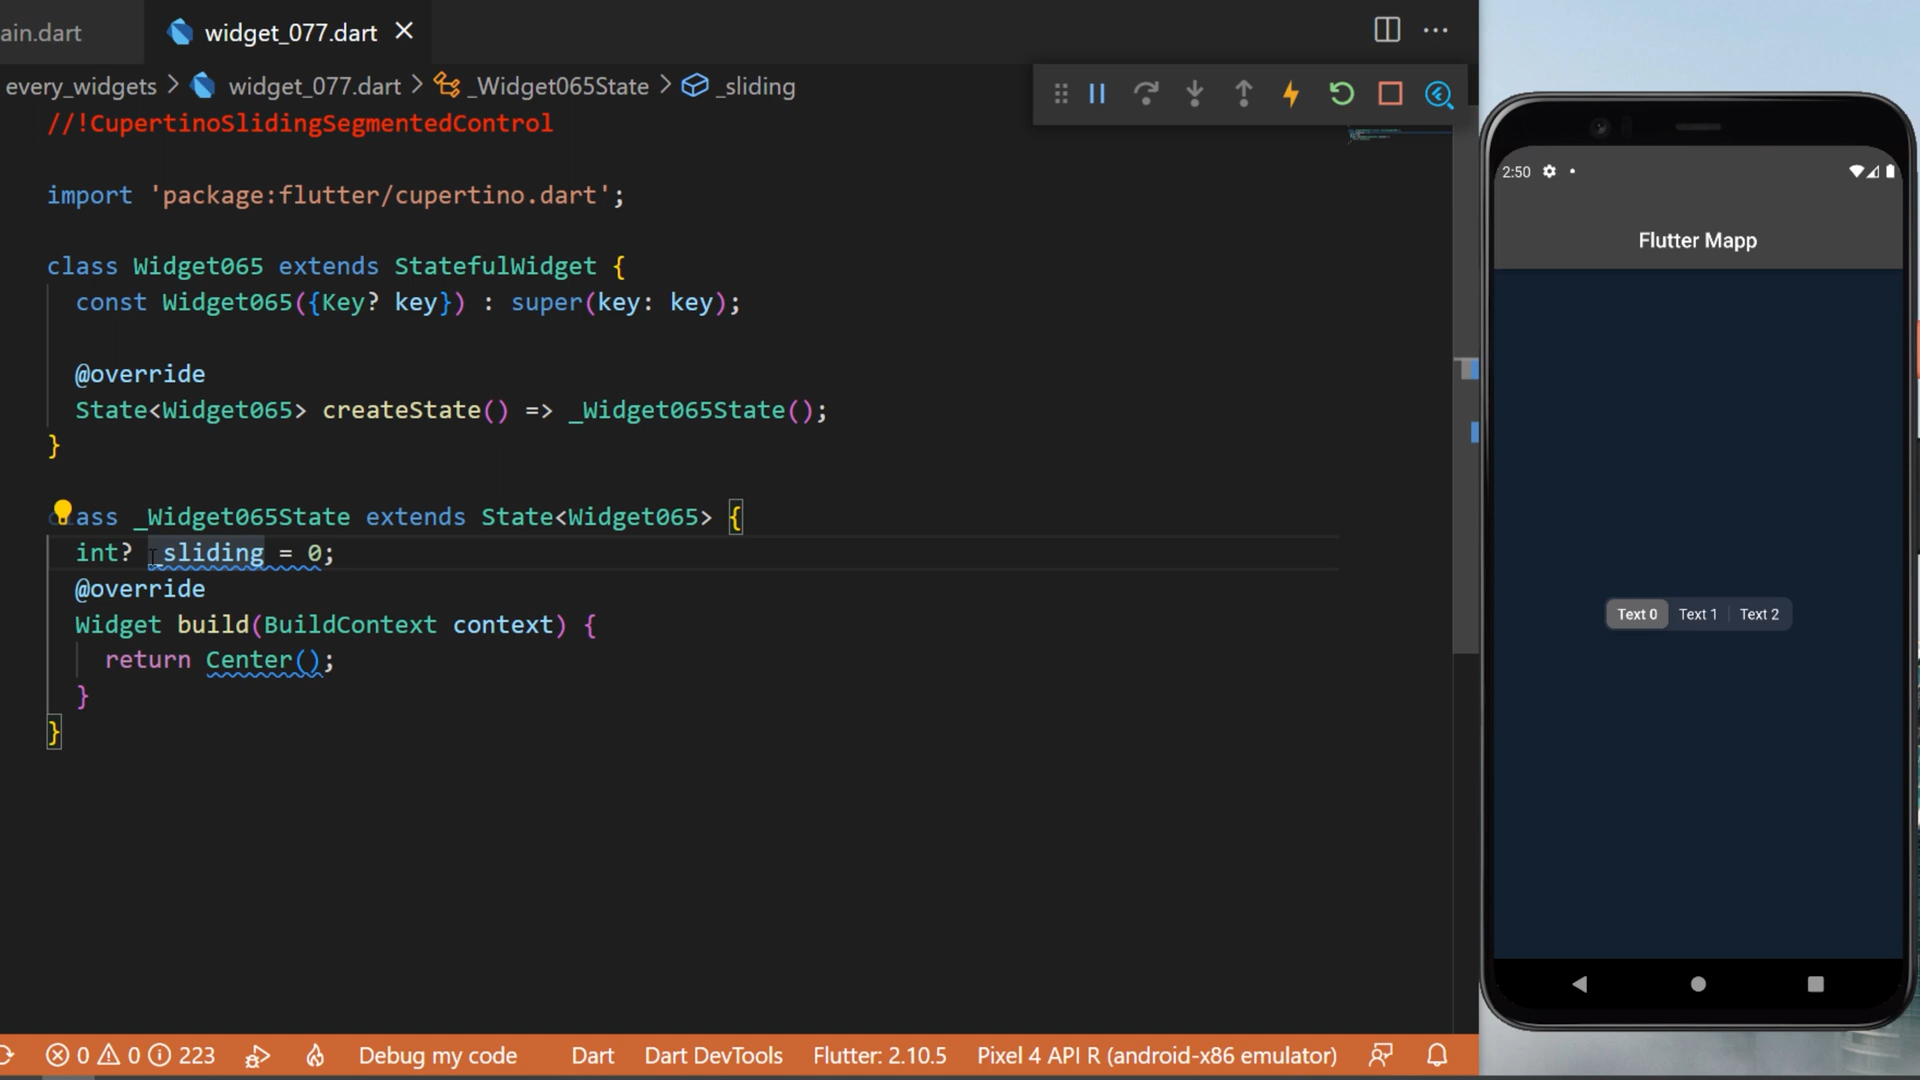 ain.dart
widget_077.dart
every_widgets > widget_077.dart > _Widget065State > _sliding
//!CupertinoSlidingSegmentedControl
import 'package:flutter/cupertino.dart';
class Widget065 extends StatefulWidget {
const Widget065({Key? key}) : super(key: key);
@override
State<Widget065> createState() => _Widget065State();
}
ass _Widget065State extends State<Widget065> {
int? _sliding = 0;
@override
Widget build(BuildContext context) {
return Center();
}
}
0 0 223 Debug my code Dart Dart DevTools Flutter: 2.10.5 Pixel 4 API R (android-x86 emulator)
2:50
Flutter Mapp
Text 0 Text 1 Text 2